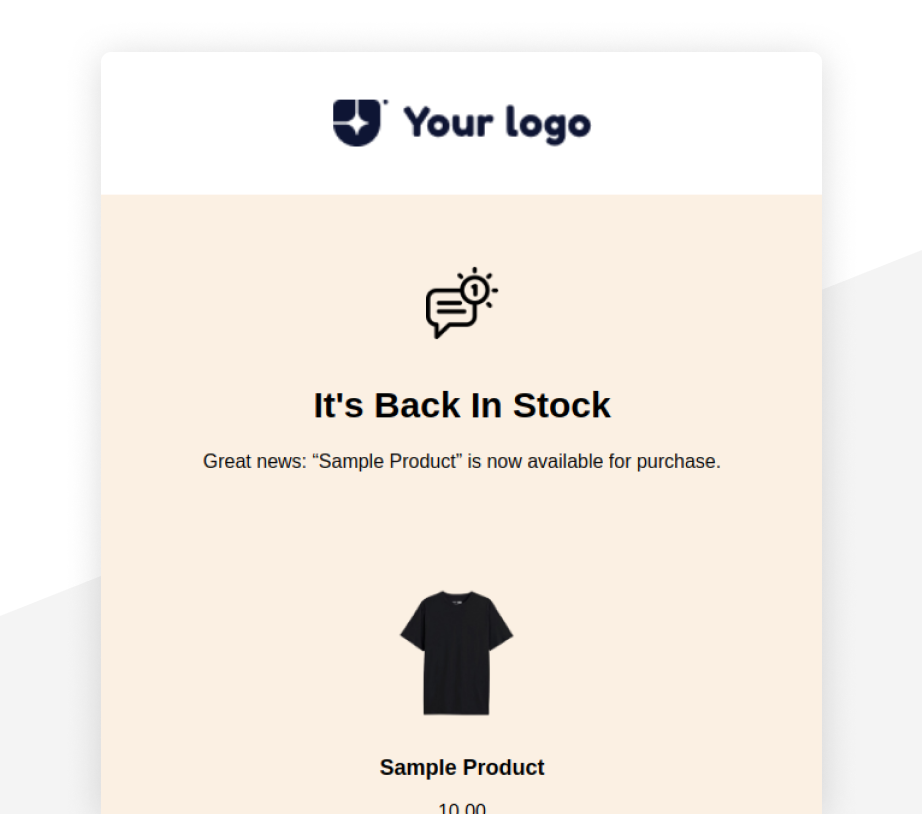 Your logo
1
It's Back In Stock
Great news: “Sample Product” is now available for purchase.
Sample Product
10.00